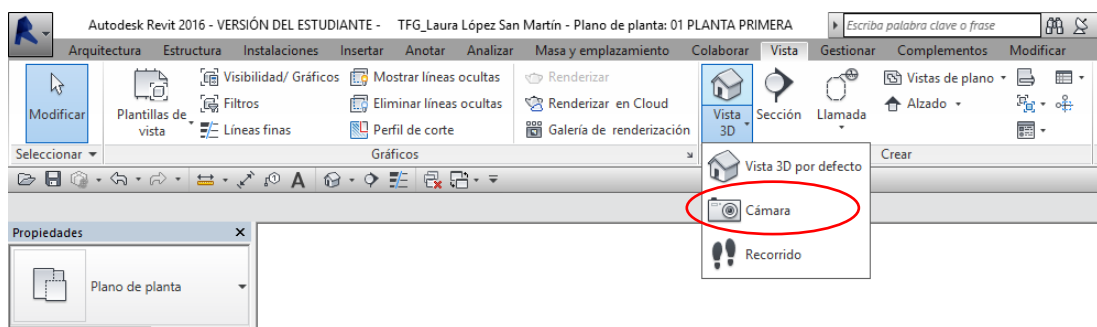 Autodesk Revit 2016 - VERSIÓN DEL ESTUDIANTE - TFG_Laura López San Martín - Plano de planta: 01 PLANTA PRIMERA
Escriba palabra clave o frase
Arquitectura Estructura Instalaciones Insertar Anotar Analizar Masa y emplazamiento Colaborar Vista Gestionar Complementos Modificar
Modificar
Plantillas de vista
Visibilidad/ Gráficos
Filtros
Líneas finas
Mostrar líneas ocultas
Eliminar líneas ocultas
Perfil de corte
Renderizar
Renderizar en Cloud
Galería de renderización
Vista 3D
Sección
Llamada
Vistas de plano
Alzado
Seleccionar
Gráficos
Crear
Vista 3D por defecto
Cámara
Recorrido
Propiedades
Plano de planta